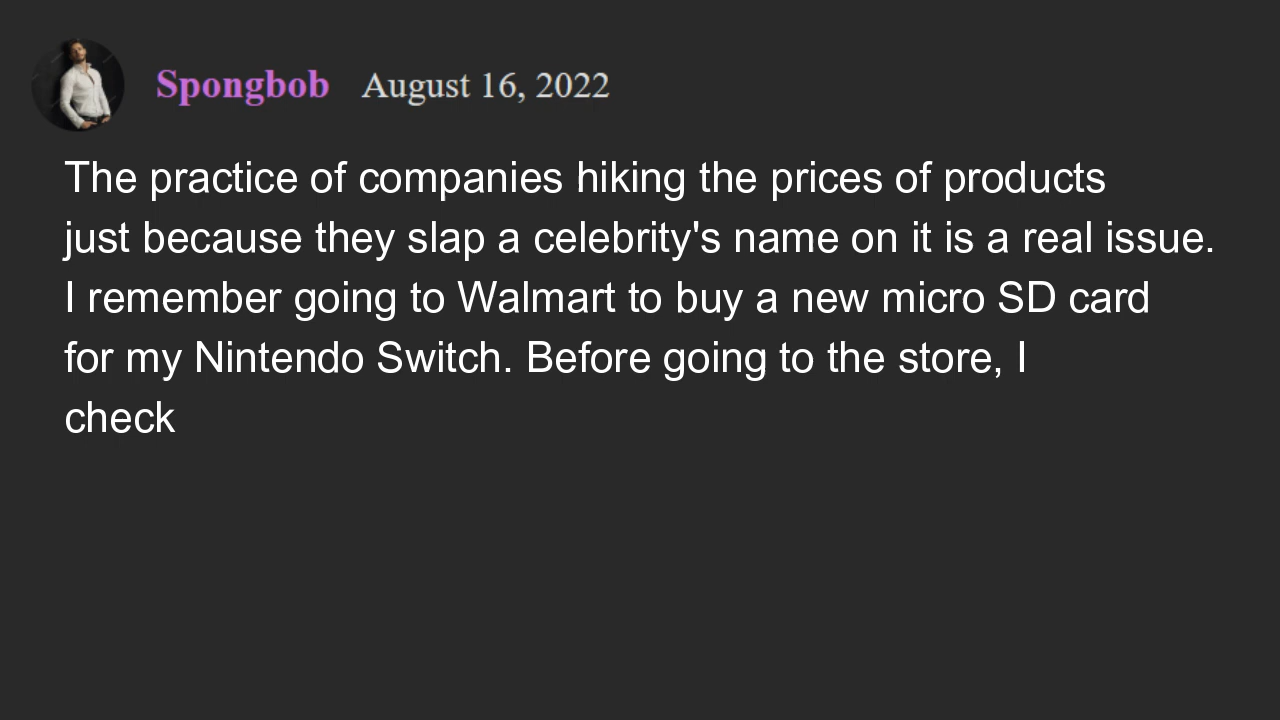 Spongbob August 16, 2022
The practice of companies hiking the prices of products
just because they slap a celebrity's name on it is a real issue.
I remember going to Walmart to buy a new micro SD card
for my Nintendo Switch. Before going to the store, I
check